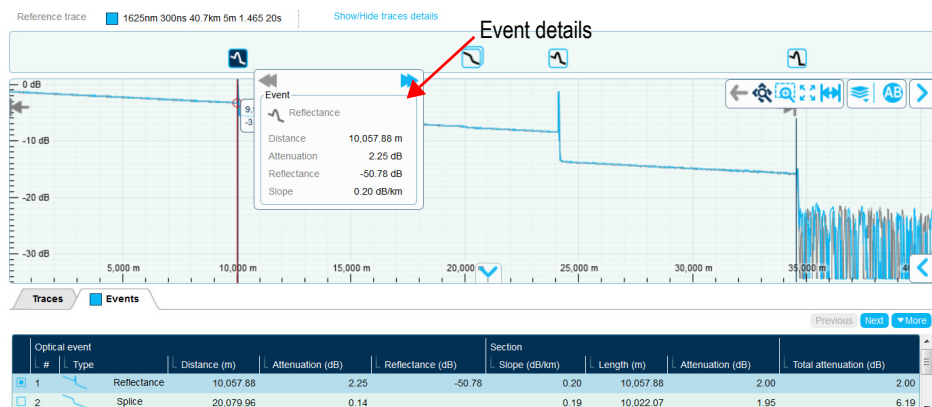 Reference trace 1625nm 300ns 40.7km 5m 1.465 20s Show/Hide traces details
Event details
0 dB
-10 dB
-20 dB
-30 dB
9,
-3
Event
Reflectance
Distance 10,057.88 m
Attenuation 2.25 dB
Reflectance -50.78 dB
Slope 0.20 dB/km
AB
5,000 m 10,000 m 15,000 m 20,000 m 25,000 m 30,000 m 35,000 m 4
Traces Events
Previous Next ▼More
Optical event Section
# Type Distance (m) Attenuation (dB) Reflectance (dB) Slope (dB/km) Length (m) Attenuation (dB) Total attenuation (dB)
1 Reflectance 10,057.88 2.25 -50.78 0.20 10,057.88 2.00 2.00
2 Splice 20,079.96 0.14 0.19 10,022.07 1.95 6.19